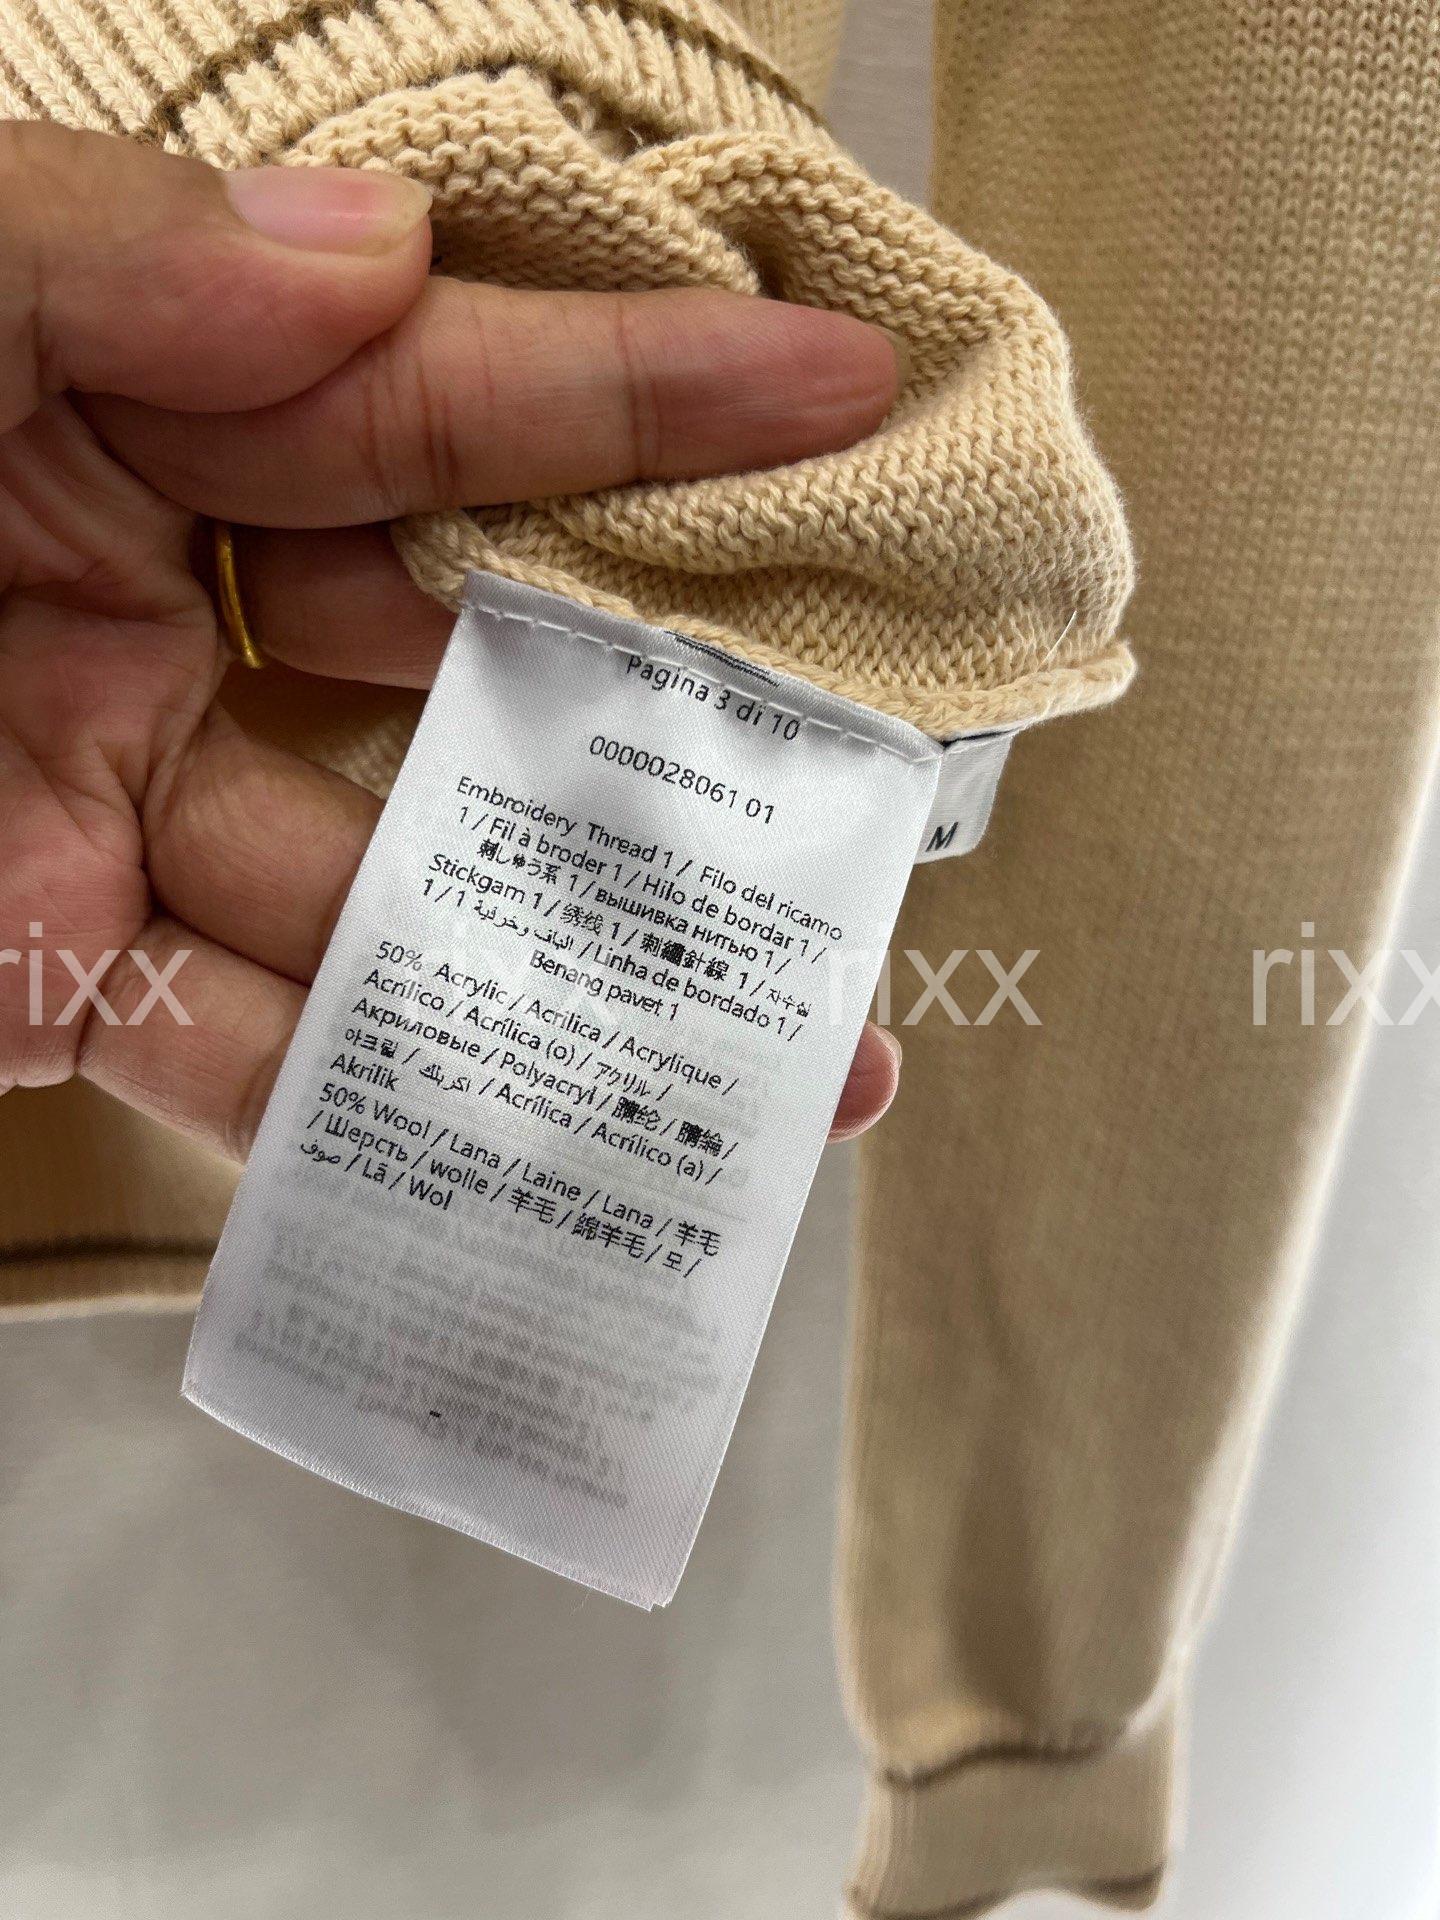 Pagina 3 di 10
0000028061 01
Embroidery Thread 1 / Filo del ricamo
1 / Fil à broder 1 / Hilo de bordar 1 /
刺しゅう系 1 / вышивка нитью 1 /
Stickgarn 1 / 绣线 1 / 刺繡針線 1 / 자수실
1 / 1 الياف وخرفية / Linha de bordado 1 /
Benang pavet 1
50% Acrylic / Acrilica / Acrylique /
Acrílico / Acrílica (o) / アクリル /
Акриловые / Polyacryl / 腈纶 / 腈綸 /
아크릴 / اكريلك / Acrílica / Acrílico (a) /
Akrilik
50% Wool / Lana / Laine / Lana / 羊毛
/ Шерсть / wolle / 羊毛 / 綿羊毛 / 모 /
صوف / Lã / Wol
-
M
rixx
rixx
rixx